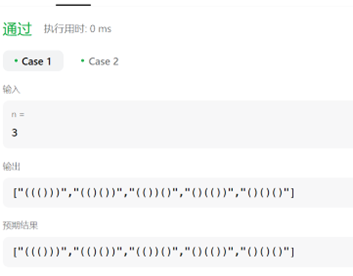 通过 执行用时: 0 ms
• Case 1 • Case 2
输入
n =
3
输出
["((()))","(()())","(())()","()(())","()()()"]
预期结果
["((()))","(()())","(())()","()(())","()()()"]